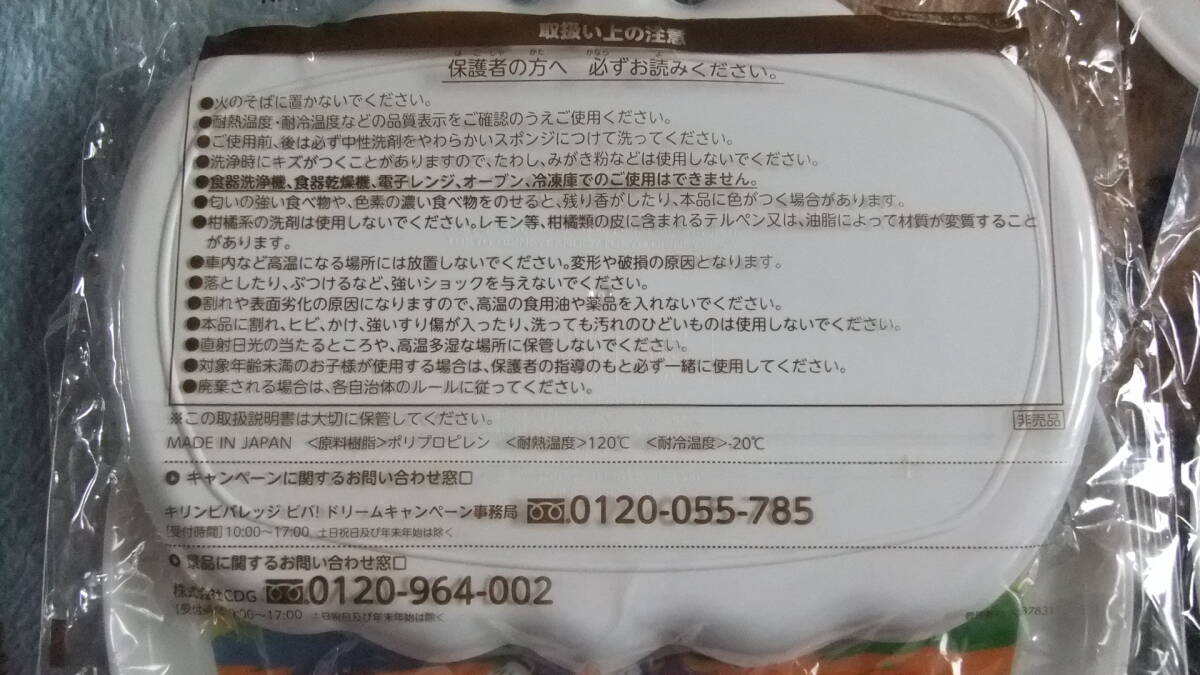 取扱い上の注意
保護者の方へ 必ずお読みください。
●火のそばに置かないでください。
●耐熱温度・耐冷温度などの品質表示をご確認のうえご使用ください。
●ご使用前、後は必ず中性洗剤をやわらかいスポンジにつけて洗ってください。
●洗浄時にキズがつくことがありますので、たわし、みがき粉などは使用しないでください。
●食器洗浄機、食器乾燥機、電子レンジ、オーブン、冷凍庫でのご使用はできません。
●匂いの強い食べ物や、色素の濃い食べ物をのせると、残り香がしたり、本品に色がつく場合があります。
●柑橘系の洗剤は使用しないでください。レモン等、柑橘類の皮に含まれるテルペン又は、油脂によって材質が変質すること
があります。
●車内など高温になる場所には放置しないでください。変形や破損の原因となります。
●落としたり、ぶつけるなど、強いショックを与えないでください。
●割れや表面劣化の原因になりますので、高温の食用油や薬品を入れないでください。
●本品に割れ、ヒビ、かけ、強いすり傷が入ったり、洗っても汚れのひどいものは使用しないでください。
●直射日光の当たるところや、高温多湿な場所に保管しないでください。
●対象年齢未満のお子様が使用する場合は、保護者の指導のもと必ず一緒に使用してください。
●廃棄される場合は、各自治体のルールに従ってください。
※この取扱説明書は大切に保管してください。
非売品
MADE IN JAPAN <原料樹脂>ポリプロピレン <耐熱温度>120℃ <耐冷温度>-20℃
キャンペーンに関するお問い合わせ窓口
キリンビバレッジ ビバ!ドリームキャンペーン事務局 0120-055-785
[受付時間]10:00～17:00 土日祝日及び年末年始は除く
景品に関するお問い合わせ窓口
株式会社CDG 0120-964-002
～17:00 土日祝日及び年末年始は除く